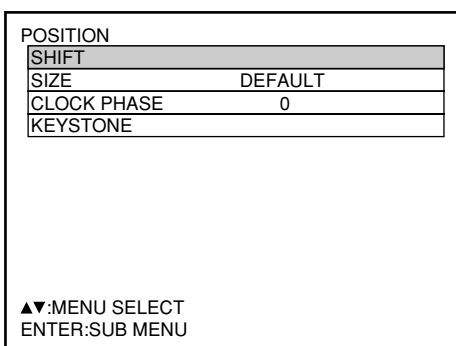 POSITION
SHIFT
SIZE DEFAULT
CLOCK PHASE 0
KEYSTONE
▲▼:MENU SELECT
ENTER:SUB MENU